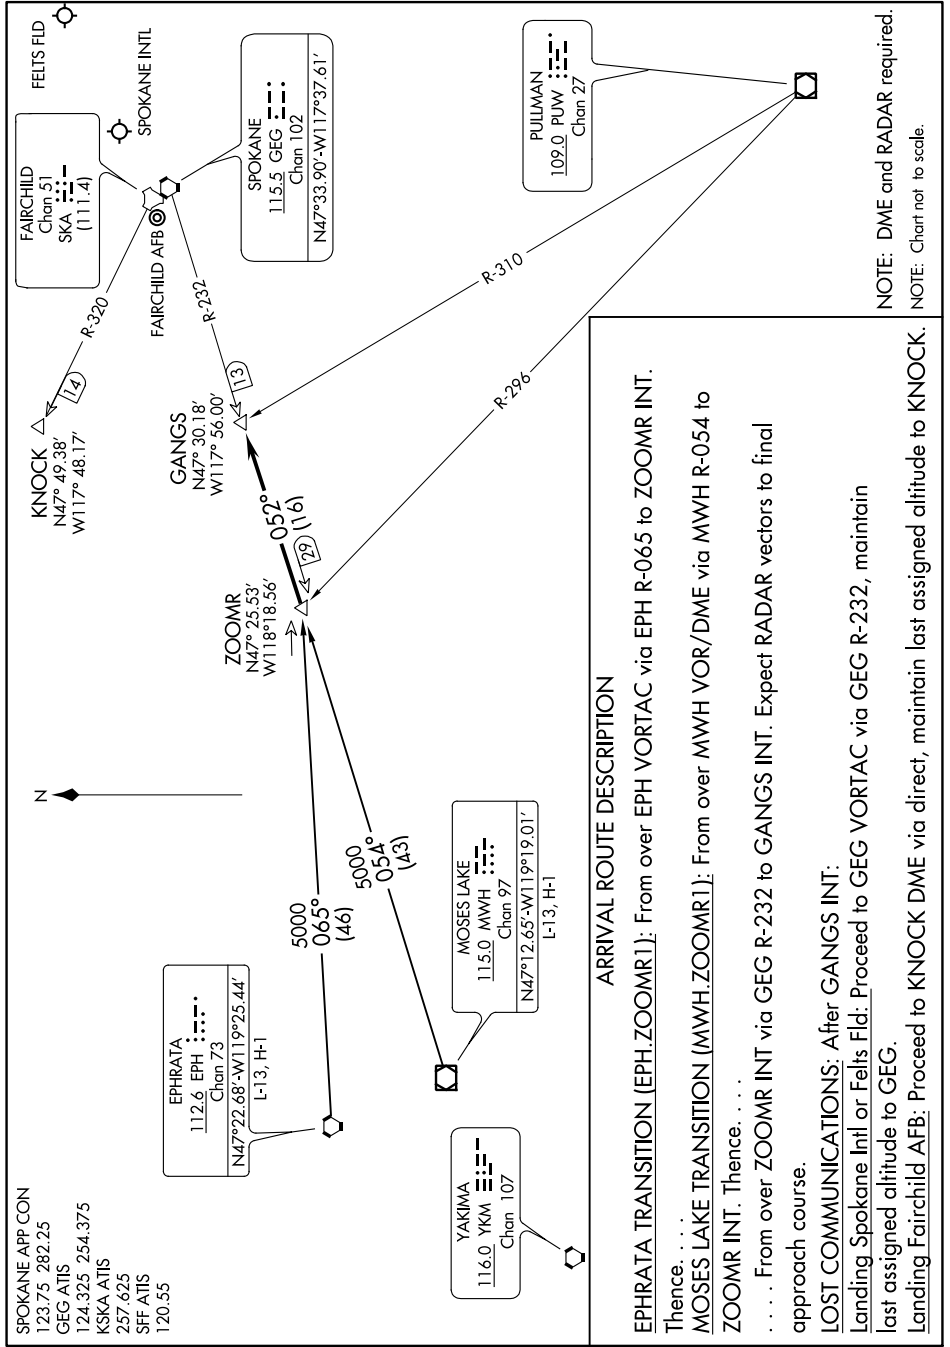 SPOKANE APP CON
123.75 282.25
GEG ATIS
124.325 254.375
KSKA ATIS
257.625
SFF ATIS
120.55
N
KNOCK
N47° 49.38′
W117° 48.17′
14
R-320
FAIRCHILD
Chan 51
SKA
(111.4)
FELTS FLD
SPOKANE INTL
FAIRCHILD AFB
SPOKANE
115.5 GEG
Chan 102
N47°33.90′-W117°37.61′
R-232
13
GANGS
N47° 30.18′
W117° 56.00′
052°
(16)
29
ZOOMR
N47° 25.53′
W118°18.56′
EPHRATA
112.6 EPH
Chan 73
N47°22.68′-W119°25.44′
L-13, H-1
5000
065°
(46)
5000
054°
(43)
MOSES LAKE
115.0 MWH
Chan 97
N47°12.65′-W119°19.01′
L-13, H-1
YAKIMA
116.0 YKM
Chan 107
PULLMAN
109.0 PUW
Chan 27
R-310
R-296
NOTE: DME and RADAR required.
NOTE: Chart not to scale.
ARRIVAL ROUTE DESCRIPTION
EPHRATA TRANSITION (EPH.ZOOMR1): From over EPH VORTAC via EPH R-065 to ZOOMR INT.
Thence. . . .
MOSES LAKE TRANSITION (MWH.ZOOMR1): From over MWH VOR/DME via MWH R-054 to
ZOOMR INT. Thence. . . .
. . . . From over ZOOMR INT via GEG R-232 to GANGS INT. Expect RADAR vectors to final
approach course.
LOST COMMUNICATIONS: After GANGS INT:
Landing Spokane Intl or Felts Fld: Proceed to GEG VORTAC via GEG R-232, maintain
last assigned altitude to GEG.
Landing Fairchild AFB: Proceed to KNOCK DME via direct, maintain last assigned altitude to KNOCK.